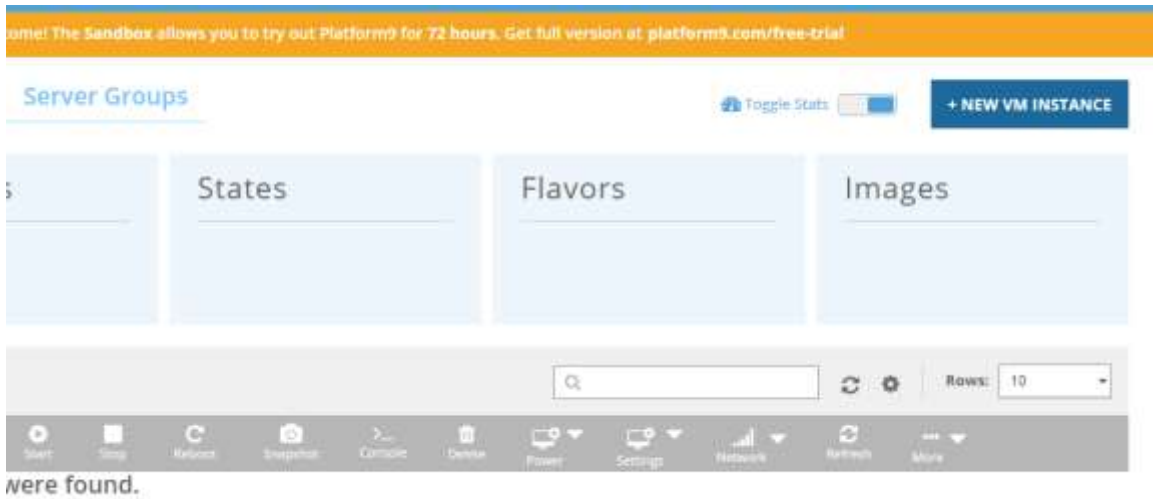 ome! The Sandbox allows you to try out Platform9 for 72 hours. Get full version at platform9.com/free-trial
Server Groups
Toggle Stats
+ NEW VM INSTANCE
s
States
Flavors
Images
Rows: 10
Start Stop Reboot Snapshot Console Delete Power Settings Network Refresh More
were found.